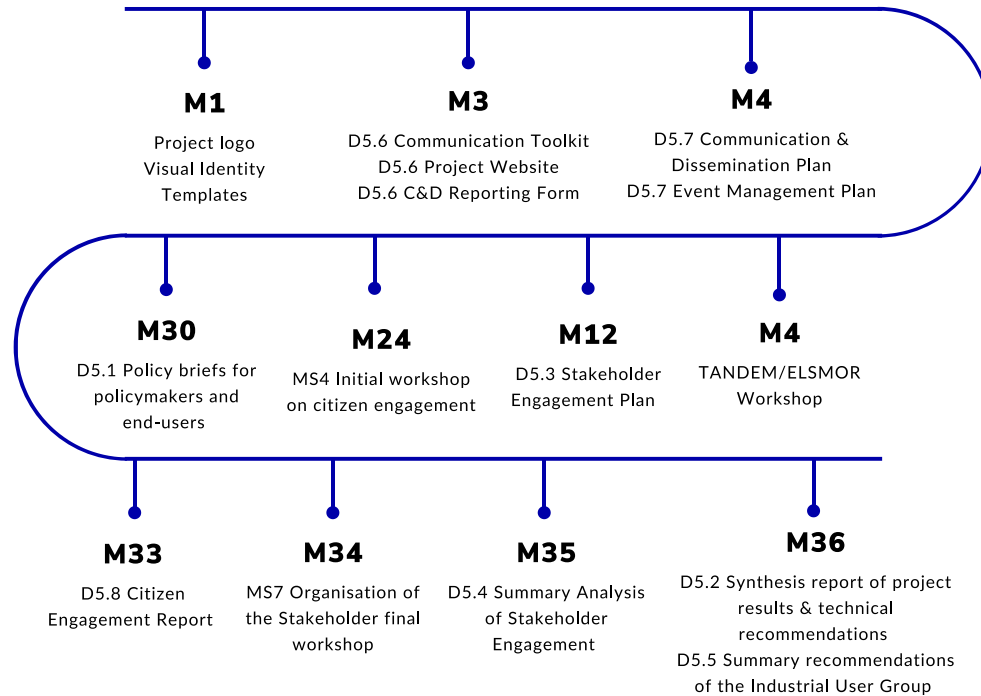 M1
Project logo
Visual Identity
Templates
M3
D5.6 Communication Toolkit
D5.6 Project Website
D5.6 C&D Reporting Form
M4
D5.7 Communication &
Dissemination Plan
D5.7 Event Management Plan
M4
TANDEM/ELSMOR
Workshop
M12
D5.3 Stakeholder
Engagement Plan
M24
MS4 Initial workshop
on citizen engagement
M30
D5.1 Policy briefs for
policymakers and
end-users
M33
D5.8 Citizen
Engagement Report
M34
MS7 Organisation of
the Stakeholder final
workshop
M35
D5.4 Summary Analysis
of Stakeholder
Engagement
M36
D5.2 Synthesis report of project
results & technical
recommendations
D5.5 Summary recommendations
of the Industrial User Group